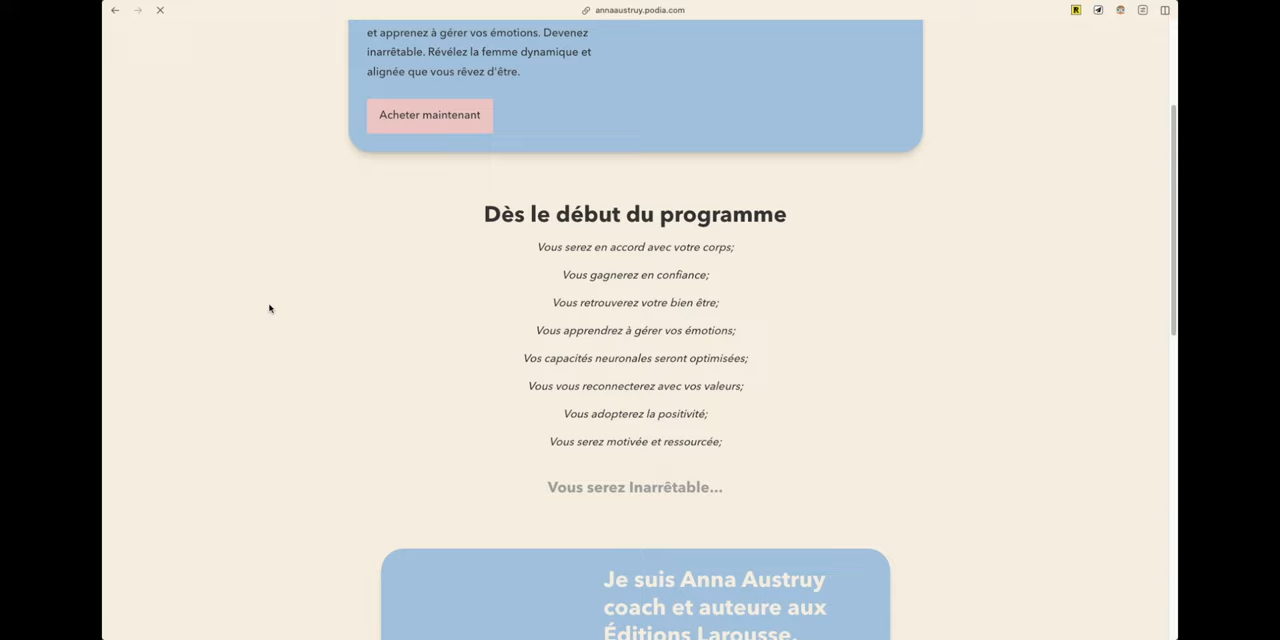 annaaustruy.podia.com
R
et apprenez à gérer vos émotions. Devenez
inarrêtable. Révélez la femme dynamique et
alignée que vous rêvez d'être.
Acheter maintenant
Dès le début du programme
Vous serez en accord avec votre corps;
Vous gagnerez en confiance;
Vous retrouverez votre bien être;
Vous apprendrez à gérer vos émotions;
Vos capacités neuronales seront optimisées;
Vous vous reconnecterez avec vos valeurs;
Vous adopterez la positivité;
Vous serez motivée et ressourcée;
Vous serez Inarrêtable...
Je suis Anna Austruy
coach et auteure aux
Éditions Larousse.